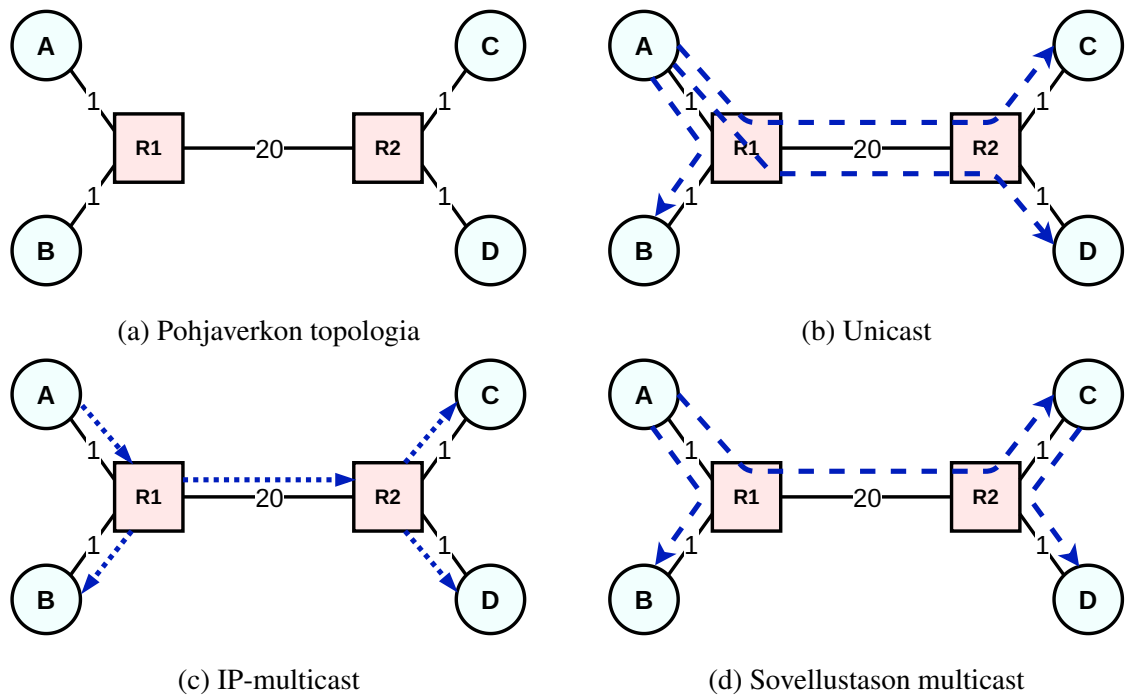 A
C
1
1
R1
20
R2
1
1
B
D
(a) Pohjaverkon topologia
A
C
1
1
R1
20
R2
1
1
B
D
(b) Unicast
A
C
1
1
R1
20
R2
1
1
B
D
(c) IP-multicast
A
C
1
1
R1
20
R2
1
1
B
D
(d) Sovellustason multicast